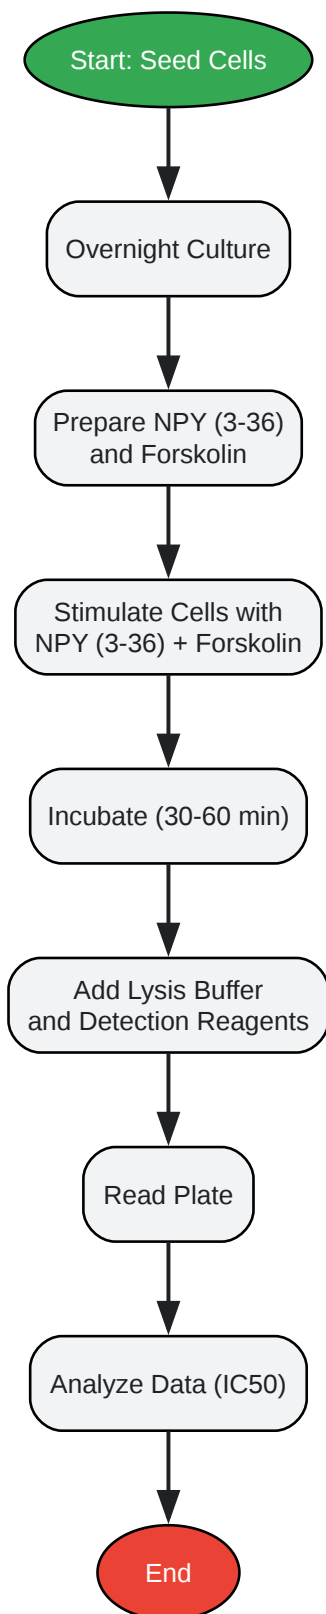 Start: Seed Cells
Overnight Culture
Prepare NPY (3-36)
and Forskolin
Stimulate Cells with
NPY (3-36) + Forskolin
Incubate (30-60 min)
Add Lysis Buffer
and Detection Reagents
Read Plate
Analyze Data (IC50)
End